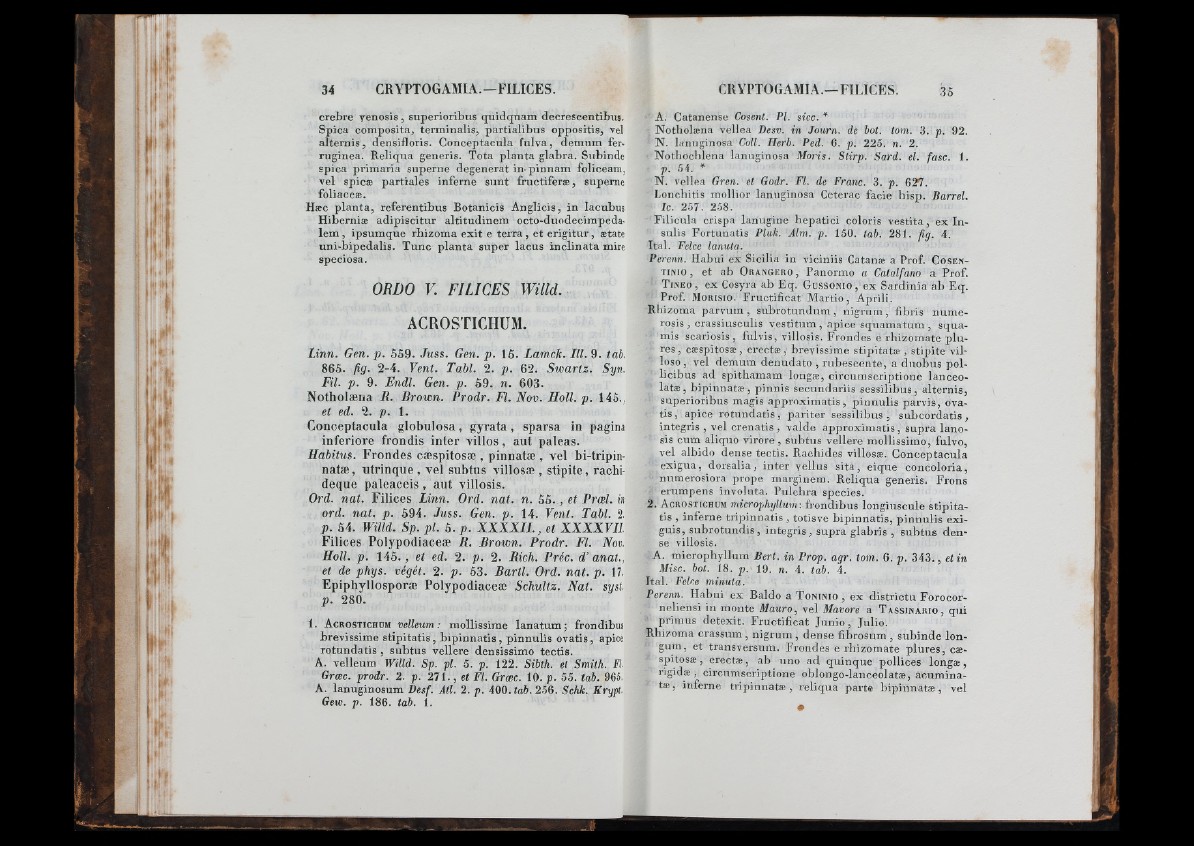 34 CRYPTOGAMIA.—FILICES.
crebre venosis, superioribus quidquam decrescentibus.
Spica composita, terminalis, partialibus oppositis, vel
alternis, densifloris. Conceptacula fulva, demum fer-
ruginea. Reliqua generis. Tota planta glabra. Subinde
spica primaria superne degenerat in pinnam foliceam,
vel spicæ partiales inferne sunt fructiferæ, superne
foliaceæ.
Hæc planta, referentibus Botanicis Anglicis, in lacubus
Hiberniæ adipiscitur altitudinem octo-duodecimpeda-
lem, ipsumque rhizoma exit e terra, et erigitur, ætate
uni-bipedalis. Tunc planta super lacus inclinata mire
speciosa.
ORDO V. FILICES Willd.
ACROSTICHUM.
Linn. Gen. p. 559. Juss. Gen. p. 15. Lamck. Ill. 9. tab.
865. fig. 2-4. Vent. Tabl. 2. p. 62. Swartz. Syn.
Fil. p. 9. Endl. Gen. p. 59. n. 603.
Notholæna R. Brown. Prodr. Fl. Nov. Holl. p. 145.,
et ed. 2. p. 1.
Conceptacula globulosa, gyrata, sparsa in pagina
inferiore frondis inter villos, aut paleas.
Habitus. Frondes cæspitosæ, pinnatæ, vel bi-tripin-
natæ, utrinque, vel subtus villosæ, stipite, rachi-
deque paleaceis, aut villosis.
Ord. nat. Filices Linn. Ord. nat. n. 55., et Præl. in
ord. nat. p. 594. Juss. Gen. p. 14. Vent. Tabl. 2.
p. 54. Willd. Sp. pl. 5. p. XXXXII., et XXXXVII.
Filices Polypodiaceæ R. Brown. Prodr. Fl. Nov.
Holl. p. 145., et ed. 2. p. 2. Rich. Préc. d'anat.,
et de phys. végét. 2. p. 53. Bartl. Ord. nat. p. 17.
Epiphyllosporæ Polypodiaceæ Schultz. Nat. syst.
p. 280.
1. ACROSTICHUM velleum: mollissime lanatum; frondibus
brevissime stipitatis, bipinnatis, pinnulis ovatis, apice
rotundatis, subtus vellere densissimo tectis.
A. velleum Willd. Sp. pl. 5. p. 122. Sibth. et Smith. Fl.
Græc. prodr. 2. p. 271., et Fl. Græc. 10. p. 55. tab. 965.
A. lanuginosum Desf. Atl. 2. p. 400. tab. 256. Schk. Krypt.
Gew. p. 186. tab. 1.
CRYPTOGAMIA.—FILICES. 35
A. Catanense Cosent. Pl. sicc. *
Notholæna vellea Desv. in Journ. de bot. tom. 3. p. 92.
N. lanuginosa Coll. Herb. Ped. 6. p. 225. n. 2.
Nothochlena lanuginosa Moris. Stirp. Sard. el. fasc. 1.
p. 54. *
N. vellea Gren. et Godr. Fl. de Franc. 3. p. 627.
Lonchitis mollior lanuginosa Ceterac facie hisp. Barrel.
Ic. 257. 258.
Filicula crispa lanugine hepatici coloris vestita, ex In-
sulis Fortunatis Pluk. Alm. p. 150. tab. 281. fig. 4.
Ital. Felce lanuta.
Perenn. Habui ex Sicilia in viciniis Catanæ a Prof. COSEN-
TINIO, et ab ORANGERO, Panormo a Catalfano a Prof.
TINEO, ex Cosyra ab Eq. GUSSONIO, ex Sardinia ab Eq.
Prof. MORISIO. Fructificat Martio, Aprili.
Rhizoma parvum, subrotundum, nigrum, fibris nume-
rosis, crassiusculis vestitum, apice squamatum, squa-
mis scariosis, fulvis, villosis. Frondes e rhizomate plu-
res, cæspitosæ, erectæ, brevissime stipitatæ, stipite vil-
loso, vel demum denudato, rubescente, a duobus pol-
licibus ad spithamam longæ, circumscriptione lanceo-
latæ, bipinnatæ, pinnis secundariis sessilibus, alternis,
superioribus magis approximatis, pinnulis parvis, ova-
tis, apice rotundatis, pariter sessilibus, subcordatis,
integris, vel crenatis, valde approximatis, supra lano-
sis cum aliquo virore, subtus vellere mollissimo, fulvo,
vel albido dense tectis. Rachides villosæ. Conceptacula
exigua, dorsalia, inter vellus sita, eique concoloria,
numerosiora prope marginem. Reliqua generis. Frons
erumpens involuta. Pulchra species.
2. ACROSTICHUM microphyllum: frondibus longiuscule stipita-
tis, inferne tripinnatis, totisve bipinnatis, pinnulis exi-
guis, subrotundis, integris, supra glabris, subtus den-
se villosis.
A. microphyllum Bert. in Prop. agr. tom. 6. p. 343., et in
Misc. bot. 18. p. 19. n. 4. tab. 4.
Ital. Felce minuta.
Perenn. Habui ex Baldo a TONINIO, ex districtu Forocor-
neliensi in monte Mauro, vel Mavore a TASSINARIO, qui
primus detexit. Fructificat Junio, Julio.
Rhizoma crassum, nigrum, dense fibrosum, subinde lon-
gum, et transversum. Frondes e rhizomate plures, cæ-
spitosæ, erectæ, ab uno ad quinque pollices longæ,
rigidæ, circumscriptione oblongo-lanceolatæ, acumina-
tæ, inferne tripinnatæ, reliqua parte bipinnatæ, vel